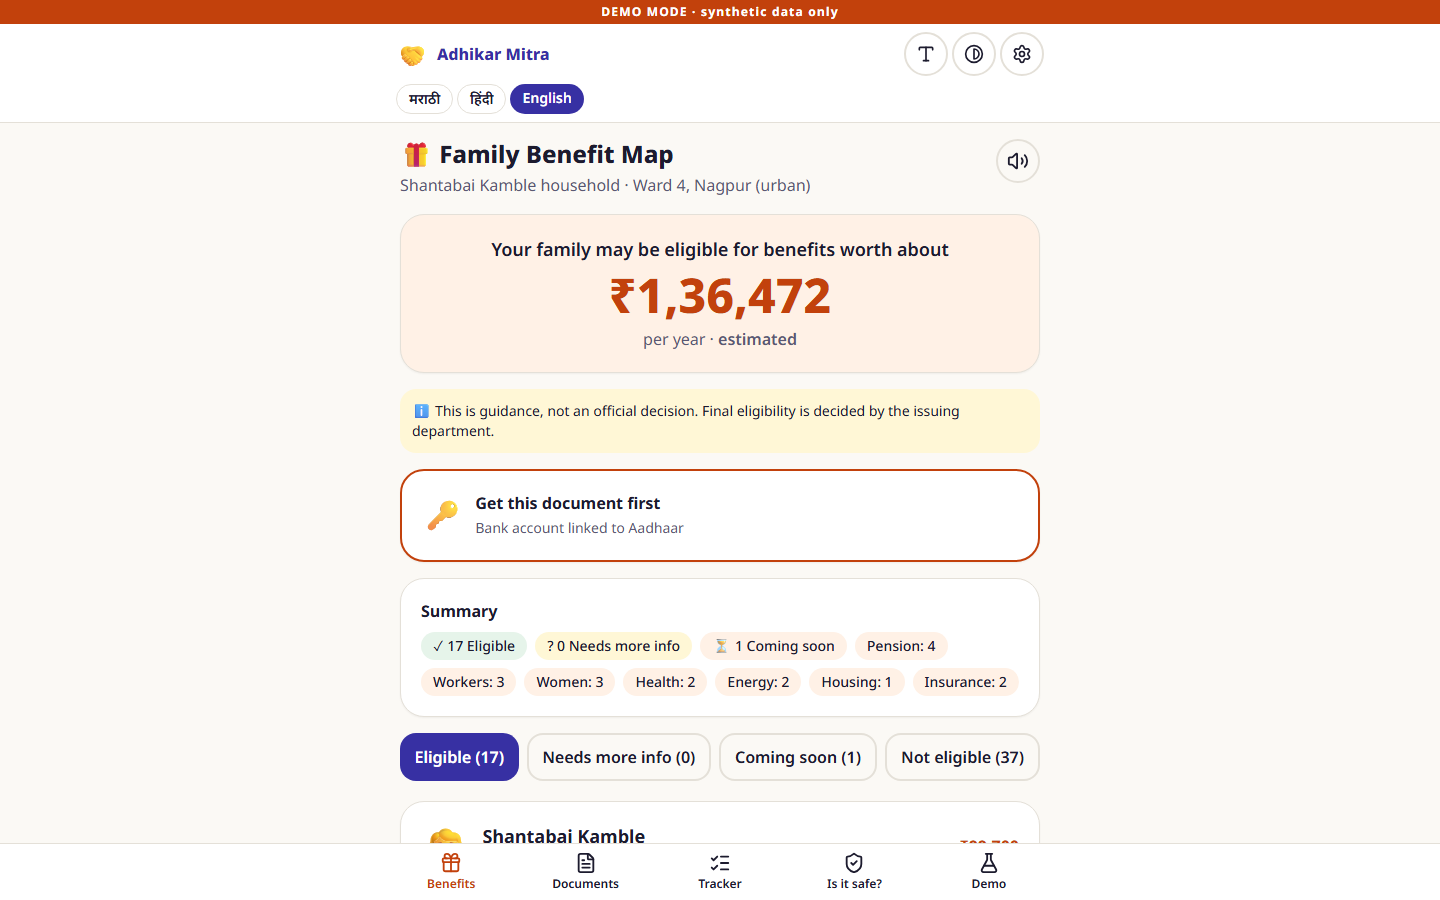 DEMO MODE · synthetic data only
Adhikar Mitra
मराठी
हिंदी
English
Family Benefit Map
Shantabai Kamble household · Ward 4, Nagpur (urban)
Your family may be eligible for benefits worth about
₹1,36,472
per year · estimated
This is guidance, not an official decision. Final eligibility is decided by the issuing
department.
Get this document first
Bank account linked to Aadhaar
Summary
✓ 17 Eligible
? 0 Needs more info
⏳ 1 Coming soon
Pension: 4
Workers: 3
Women: 3
Health: 2
Energy: 2
Housing: 1
Insurance: 2
Eligible (17)
Needs more info (0)
Coming soon (1)
Not eligible (37)
Shantabai Kamble
Benefits
Documents
Tracker
Is it safe?
Demo